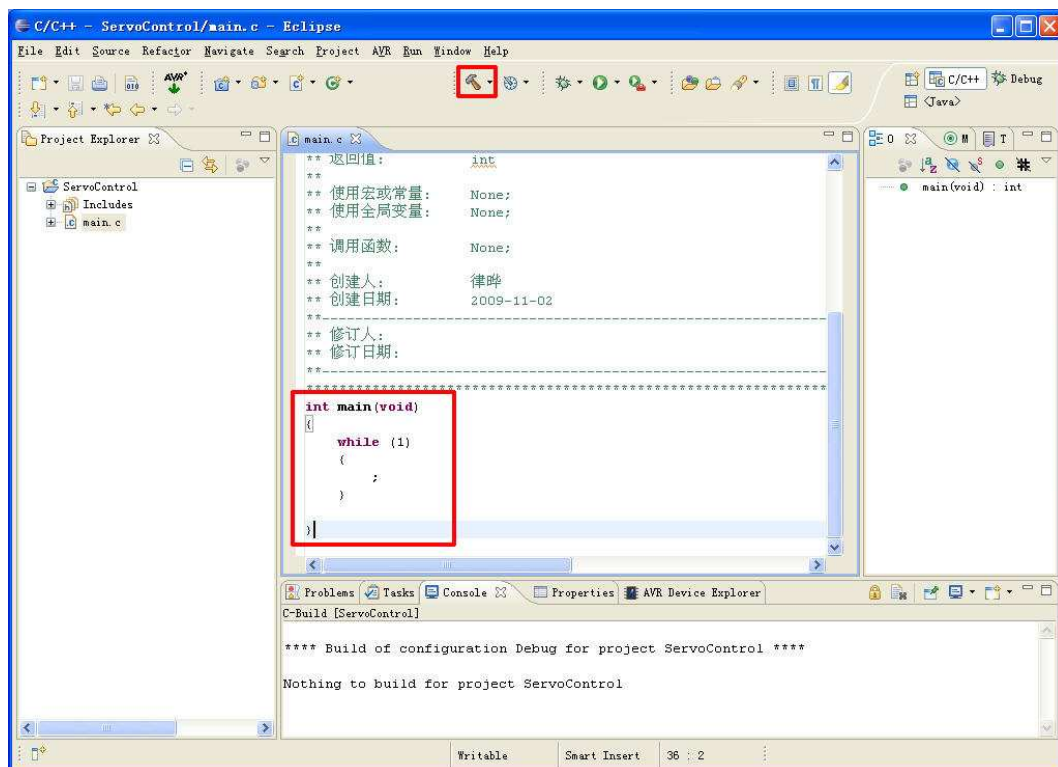 C/C++ - ServoControl/main.c - Eclipse
File Edit Source Refactor Navigate Search Project AVR Run Window Help
AVR
C/C++ Debug
<Java>
Project Explorer
ServoControl
Includes
main.c
main.c
** 返回值: int
**
** 使用宏或常量: None;
** 使用全局变量: None;
**
** 调用函数: None;
**
** 创建人: 律晔
** 创建日期: 2009-11-02
**--------------------------------------------------------------
** 修订人:
** 修订日期:
**--------------------------------------------------------------
****************************************************************
int main(void)
{
while (1)
{
;
}
}
O M T
main(void) : int
Problems Tasks Console Properties AVR Device Explorer
C-Build [ServoControl]
**** Build of configuration Debug for project ServoControl ****
Nothing to build for project ServoControl
Writable Smart Insert 36 : 2